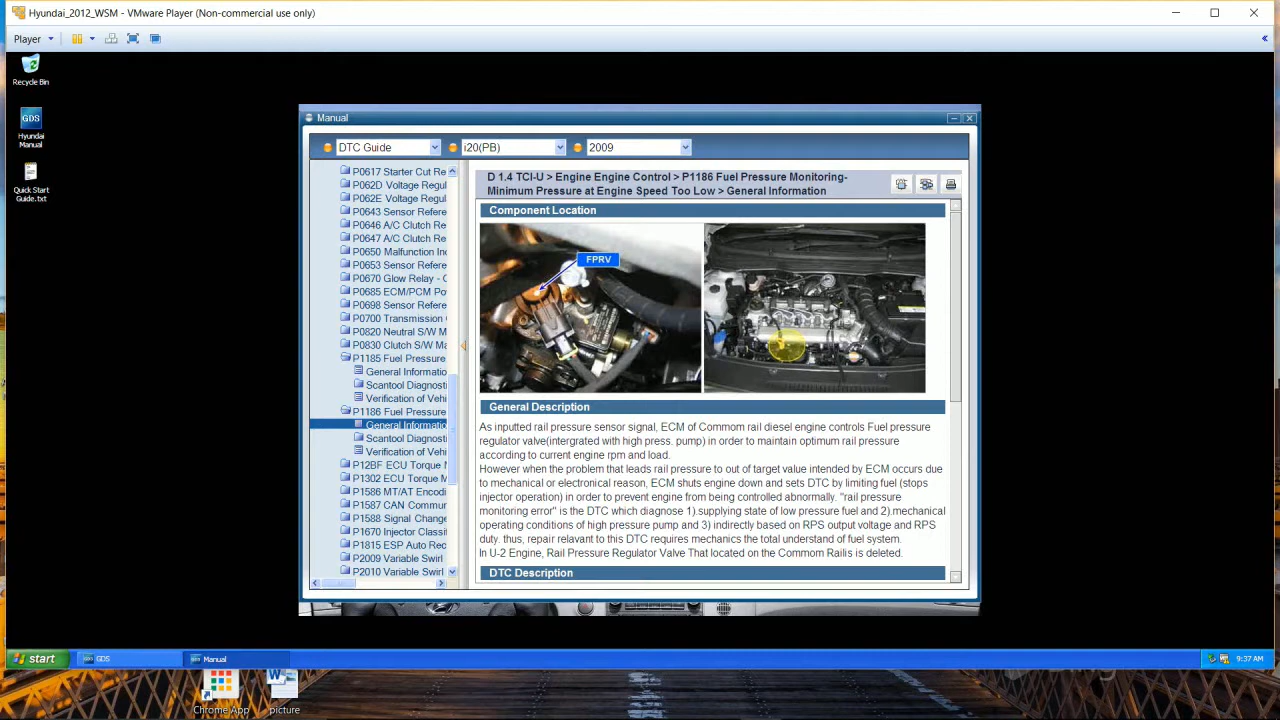 Hyundai_2012_WSM - VMware Player (Non-commercial use only)
Player
Recycle Bin
GDS
Hyundai
Manual
Quick Start
Guide.txt
Manual
DTC Guide
i20(PB)
2009
P0617 Starter Cut Re
P062D Voltage Regul
P062E Voltage Regul
P0643 Sensor Refere
P0646 A/C Clutch Re
P0647 A/C Clutch Re
P0650 Malfunction Ind
P0653 Sensor Refere
P0670 Glow Relay - C
P0685 ECM/PCM Po
P0698 Sensor Refere
P0700 Transmission
P0820 Neutral S/W M
P0830 Clutch S/W Ma
P1185 Fuel Pressure
General Informatio
Scantool Diagnosti
Verification of Vehi
P1186 Fuel Pressure
General Informatio
Scantool Diagnosti
Verification of Vehi
P12BF ECU Torque M
P1302 ECU Torque M
P1586 MT/AT Encodi
P1587 CAN Commur
P1588 Signal Change
P1670 Injector Classif
P1815 ESP Auto Rec
P2009 Variable Swirl
P2010 Variable Swirl
D 1.4 TCI-U > Engine Engine Control > P1186 Fuel Pressure Monitoring-
Minimum Pressure at Engine Speed Too Low > General Information
Component Location
FPRV
General Description
As inputted rail pressure sensor signal, ECM of Commom rail diesel engine controls Fuel pressure
regulator valve(intergrated with high press. pump) in order to maintain optimum rail pressure
according to current engine rpm and load.
However when the problem that leads rail pressure to out of target value intended by ECM occurs due
to mechanical or electronical reason, ECM shuts engine down and sets DTC by limiting fuel (stops
injector operation) in order to prevent engine from being controlled abnormally. "rail pressure
monitoring error" is the DTC which diagnose 1).supplying state of low pressure fuel and 2).mechanical
operating conditions of high pressure pump and 3) indirectly based on RPS output voltage and RPS
duty. thus, repair relavant to this DTC requires mechanics the total understand of fuel system.
In U-2 Engine, Rail Pressure Regulator Valve That located on the Commom Railis is deleted.
DTC Description
start
GDS
Manual
9:37 AM
Chrome App
picture